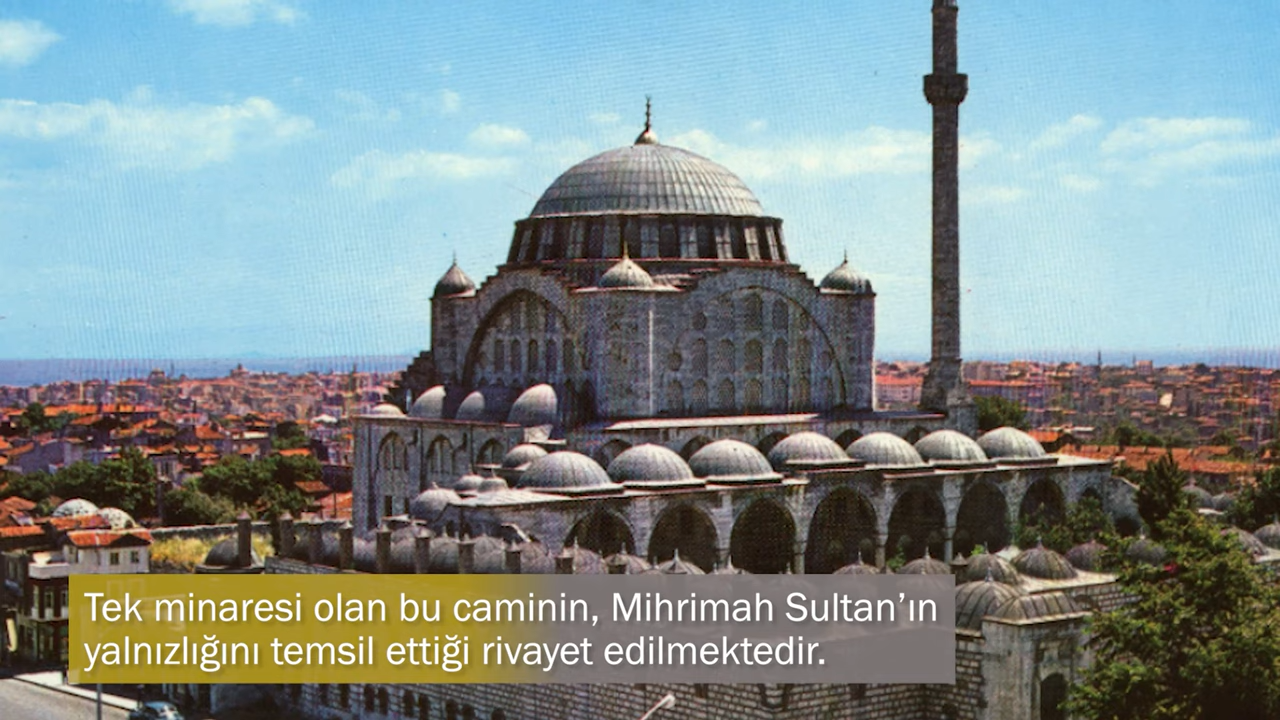 Tek minaresi olan bu caminin, Mihrimah Sultan’ın
yalnızlığını temsil ettiği rivayet edilmektedir.